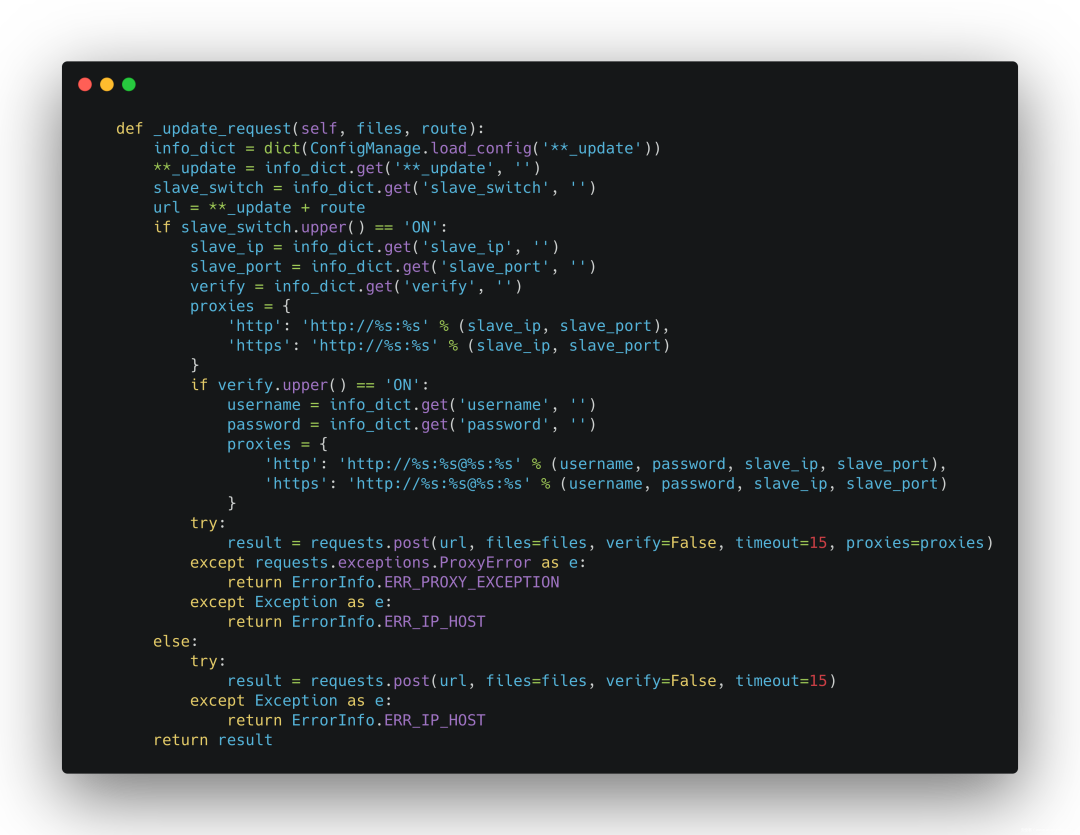 def _update_request(self, files, route):
    info_dict = dict(ConfigManage.load_config('**_update'))
    **_update = info_dict.get('**_update', '')
    slave_switch = info_dict.get('slave_switch', '')
    url = **_update + route
    if slave_switch.upper() == 'ON':
        slave_ip = info_dict.get('slave_ip', '')
        slave_port = info_dict.get('slave_port', '')
        verify = info_dict.get('verify', '')
        proxies = {
            'http': 'http://%s:%s' % (slave_ip, slave_port),
            'https': 'http://%s:%s' % (slave_ip, slave_port)
        }
        if verify.upper() == 'ON':
            username = info_dict.get('username', '')
            password = info_dict.get('password', '')
            proxies = {
                'http': 'http://%s:%s@%s:%s' % (username, password, slave_ip, slave_port),
                'https': 'http://%s:%s@%s:%s' % (username, password, slave_ip, slave_port)
            }
        try:
            result = requests.post(url, files=files, verify=False, timeout=15, proxies=proxies)
        except requests.exceptions.ProxyError as e:
            return ErrorInfo.ERR_PROXY_EXCEPTION
        except Exception as e:
            return ErrorInfo.ERR_IP_HOST
    else:
        try:
            result = requests.post(url, files=files, verify=False, timeout=15)
        except Exception as e:
            return ErrorInfo.ERR_IP_HOST
    return result